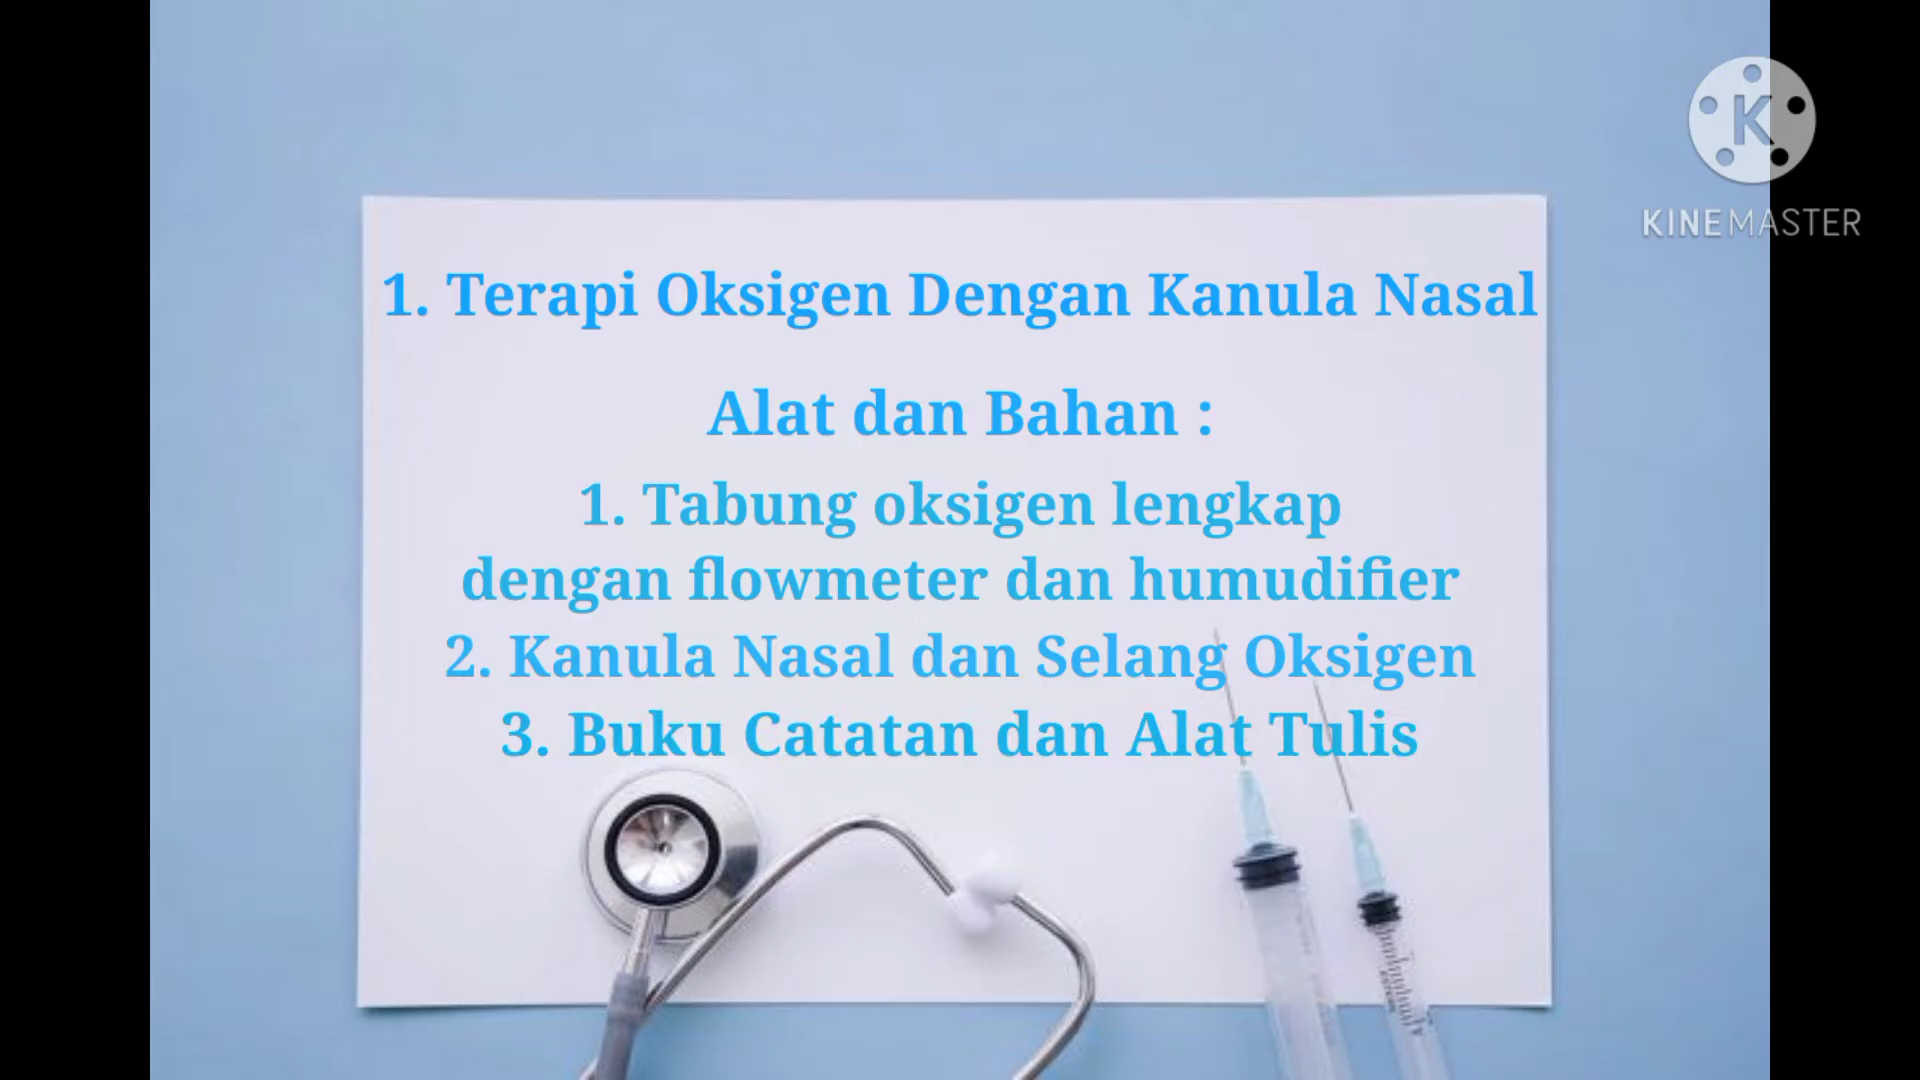 K
KINEMASTER
1. Terapi Oksigen Dengan Kanula Nasal
Alat dan Bahan :
1. Tabung oksigen lengkap
dengan flowmeter dan humudifier
2. Kanula Nasal dan Selang Oksigen
3. Buku Catatan dan Alat Tulis